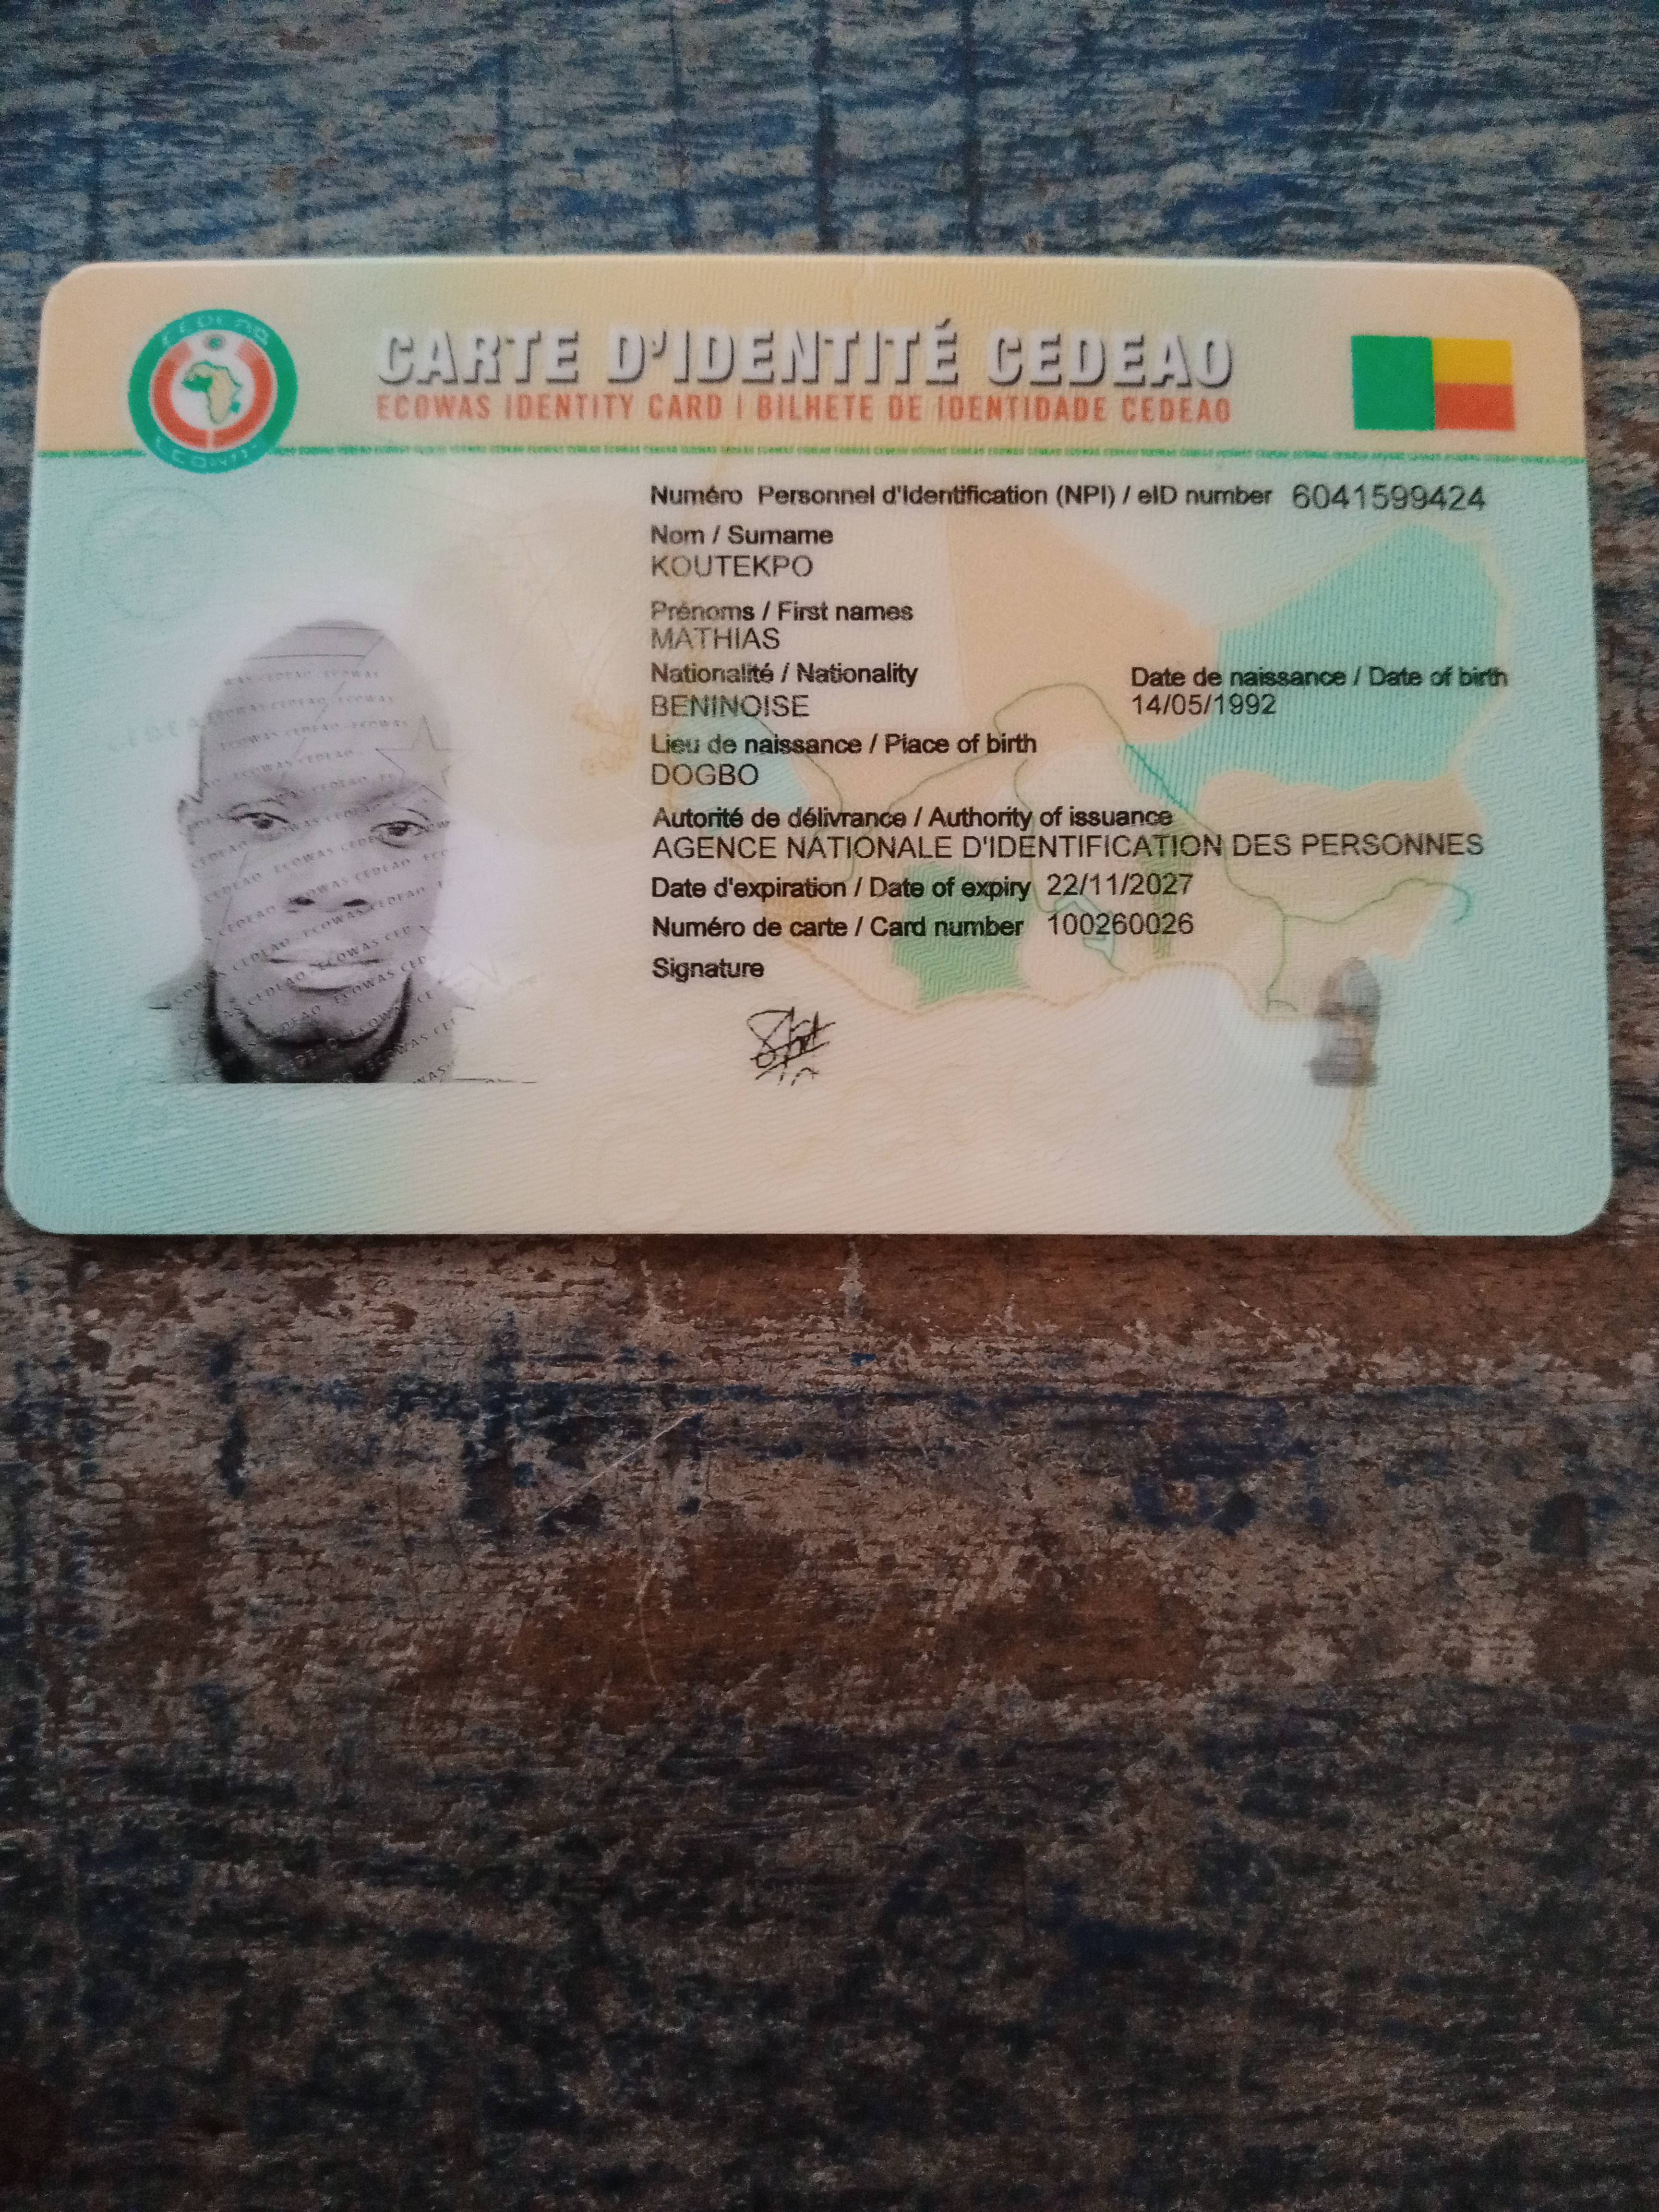 CEDEAO
ECOWAS
CARTE D'IDENTITÉ CEDEAO
ECOWAS IDENTITY CARD | BILHETE DE IDENTIDADE CEDEAO
Numéro Personnel d'Identification (NPI) / eID number 6041599424
Nom / Surname
KOUTEKPO
Prénoms / First names
MATHIAS
Nationalité / Nationality
BENINOISE
Date de naissance / Date of birth
14/05/1992
Lieu de naissance / Place of birth
DOGBO
Autorité de délivrance / Authority of issuance
AGENCE NATIONALE D'IDENTIFICATION DES PERSONNES
Date d'expiration / Date of expiry 22/11/2027
Numéro de carte / Card number 100260026
Signature